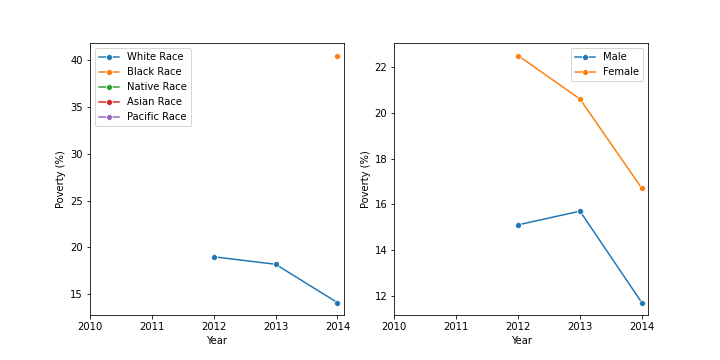 40
35
30
25
20
15
Poverty (%)
White Race
Black Race
Native Race
Asian Race
Pacific Race
2010 2011 2012 2013 2014
Year
22
20
18
16
14
12
Poverty (%)
Male
Female
2010 2011 2012 2013 2014
Year